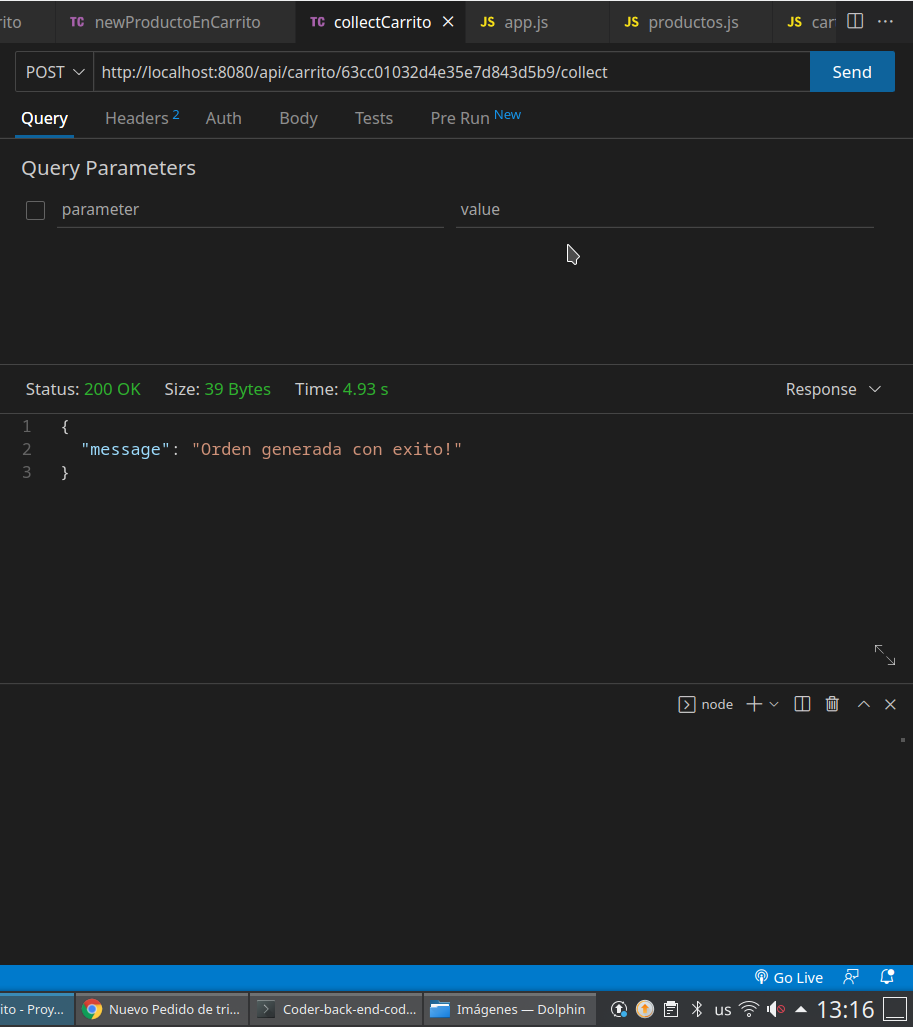 rito TC newProductoEnCarrito TC collectCarrito JS app.js JS productos.js JS car
POST http://localhost:8080/api/carrito/63cc01032d4e35e7d843d5b9/collect Send
Query Headers 2 Auth Body Tests Pre Run New
Query Parameters
parameter value
Status: 200 OK Size: 39 Bytes Time: 4.93 s Response
1 {
2 "message": "Orden generada con exito!"
3 }
node
Go Live
ito - Proy... Nuevo Pedido de tri... Coder-back-end-cod... Imágenes — Dolphin us 13:16